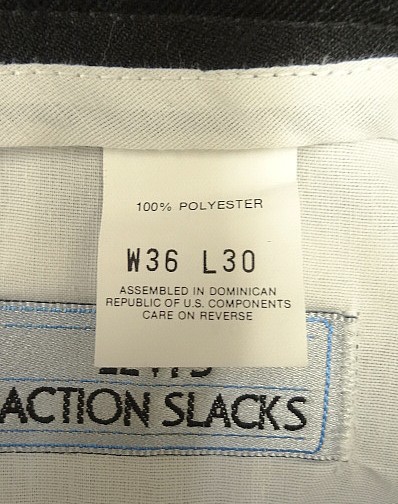 100% POLYESTER
W36 L30
ASSEMBLED IN DOMINICAN
REPUBLIC OF U.S. COMPONENTS
CARE ON REVERSE
ACTION SLACKS